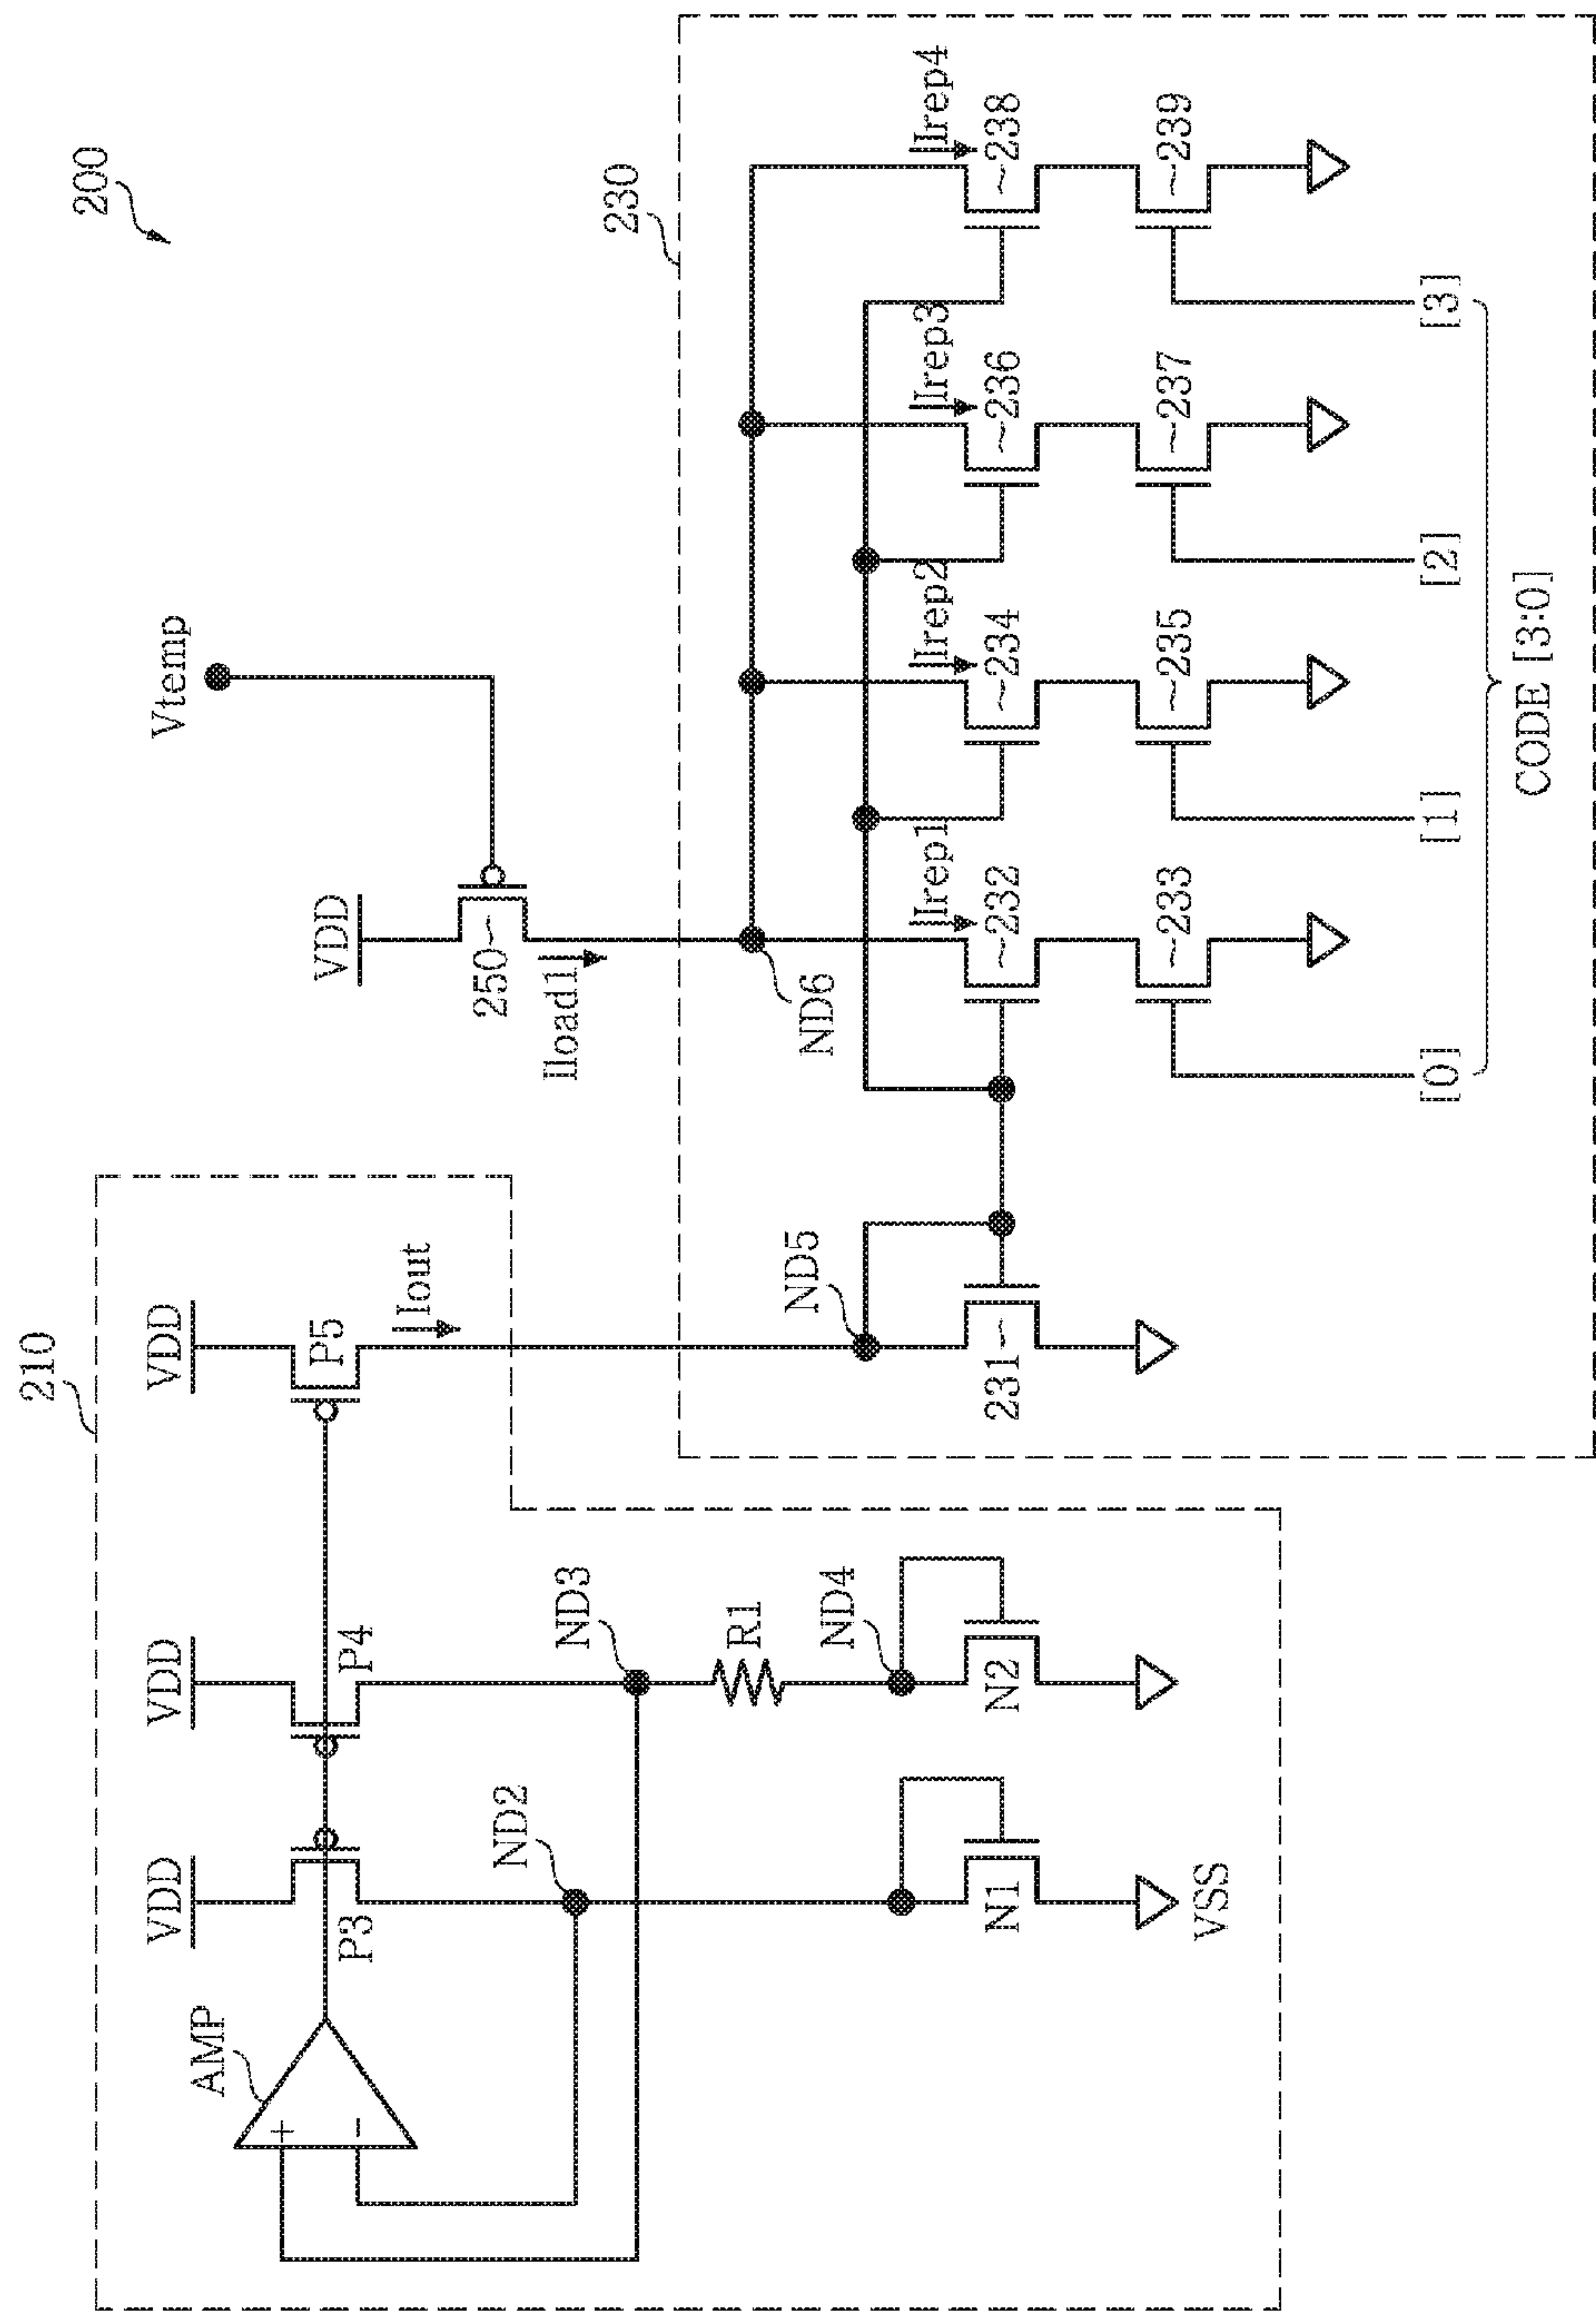 200
210
VDD
VDD
VDD
AMP
+
-
P3
P4
P5
Iout
ND2
ND3
R1
ND4
N1
N2
VSS
Vtemp
VDD
250
Iload1
230
ND5
231
ND6
Irep1
Irep2
Irep3
Irep4
232
234
236
238
233
235
237
239
[0]
[1]
[2]
[3]
CODE [3:0]